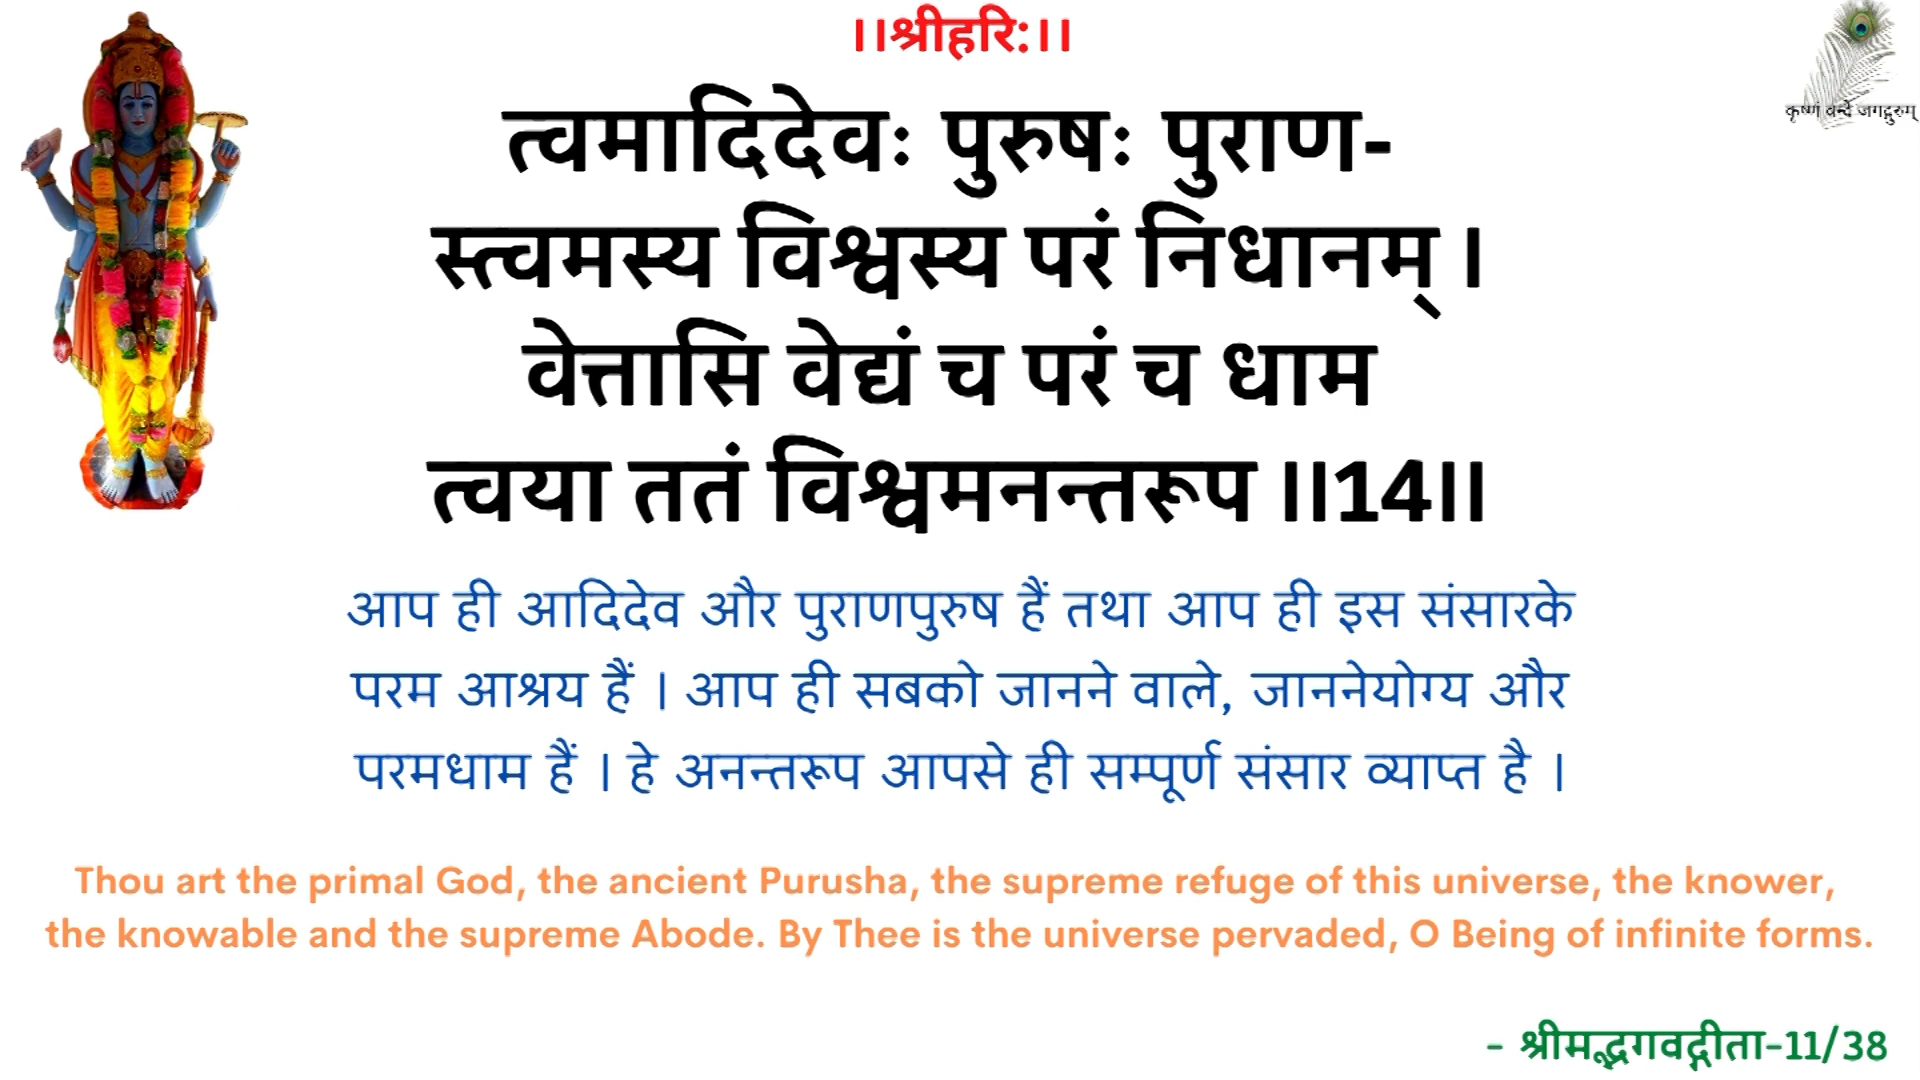 ।।श्रीहरि:।।
कृष्णं वन्दे जगद्गुरुम्
त्वमादिदेवः पुरुषः पुराण-
स्त्वमस्य विश्वस्य परं निधानम् ।
वेत्तासि वेद्यं च परं च धाम
त्वया ततं विश्वमनन्तरूप ।।14।।
आप ही आदिदेव और पुराणपुरुष हैं तथा आप ही इस संसारके
परम आश्रय हैं । आप ही सबको जानने वाले, जाननेयोग्य और
परमधाम हैं । हे अनन्तरूप आपसे ही सम्पूर्ण संसार व्याप्त है ।
Thou art the primal God, the ancient Purusha, the supreme refuge of this universe, the knower,
the knowable and the supreme Abode. By Thee is the universe pervaded, O Being of infinite forms.
- श्रीमद्भगवद्गीता-11/38